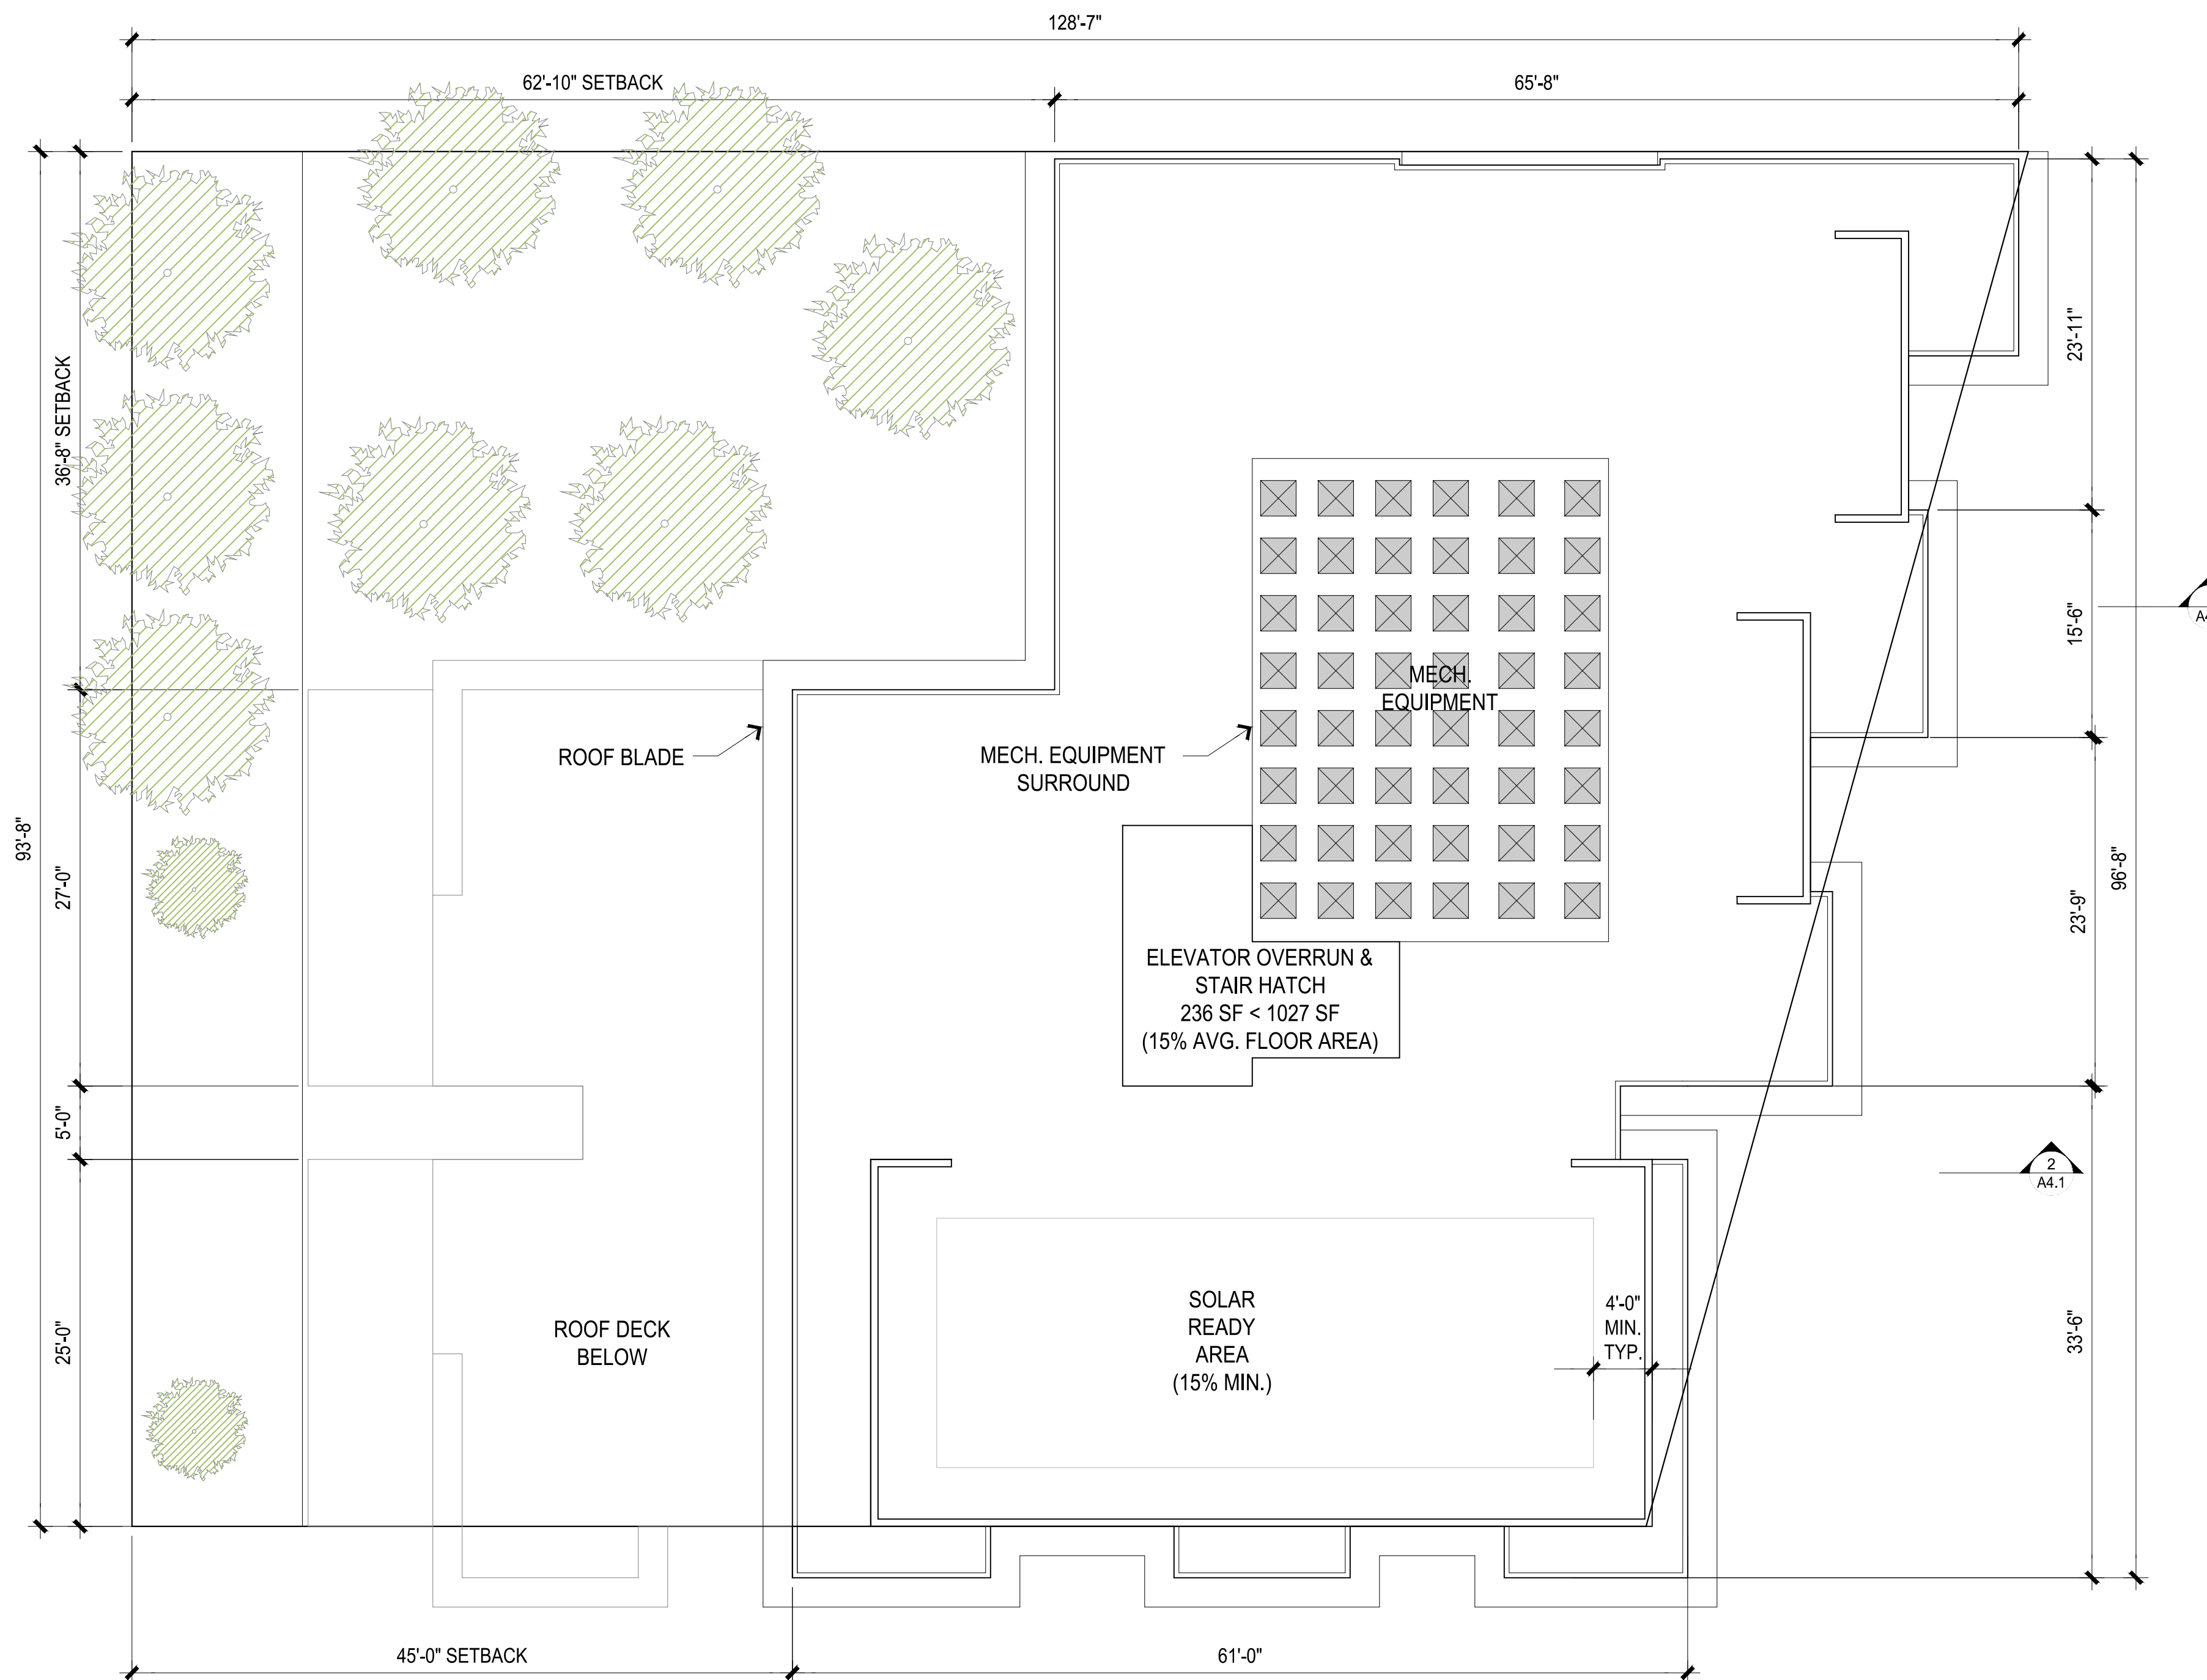 128'-7"
62'-10" SETBACK
65'-8"
36'-8" SETBACK
23'-11"
15'-6"
A4
MECH.
EQUIPMENT
ROOF BLADE
MECH. EQUIPMENT
SURROUND
93'-8"
27'-0"
96'-8"
23'-9"
ELEVATOR OVERRUN &
STAIR HATCH
236 SF < 1027 SF
(15% AVG. FLOOR AREA)
5'-0"
2
A4.1
25'-0"
ROOF DECK
BELOW
SOLAR
READY
AREA
(15% MIN.)
4'-0"
MIN.
TYP.
33'-6"
45'-0" SETBACK
61'-0"